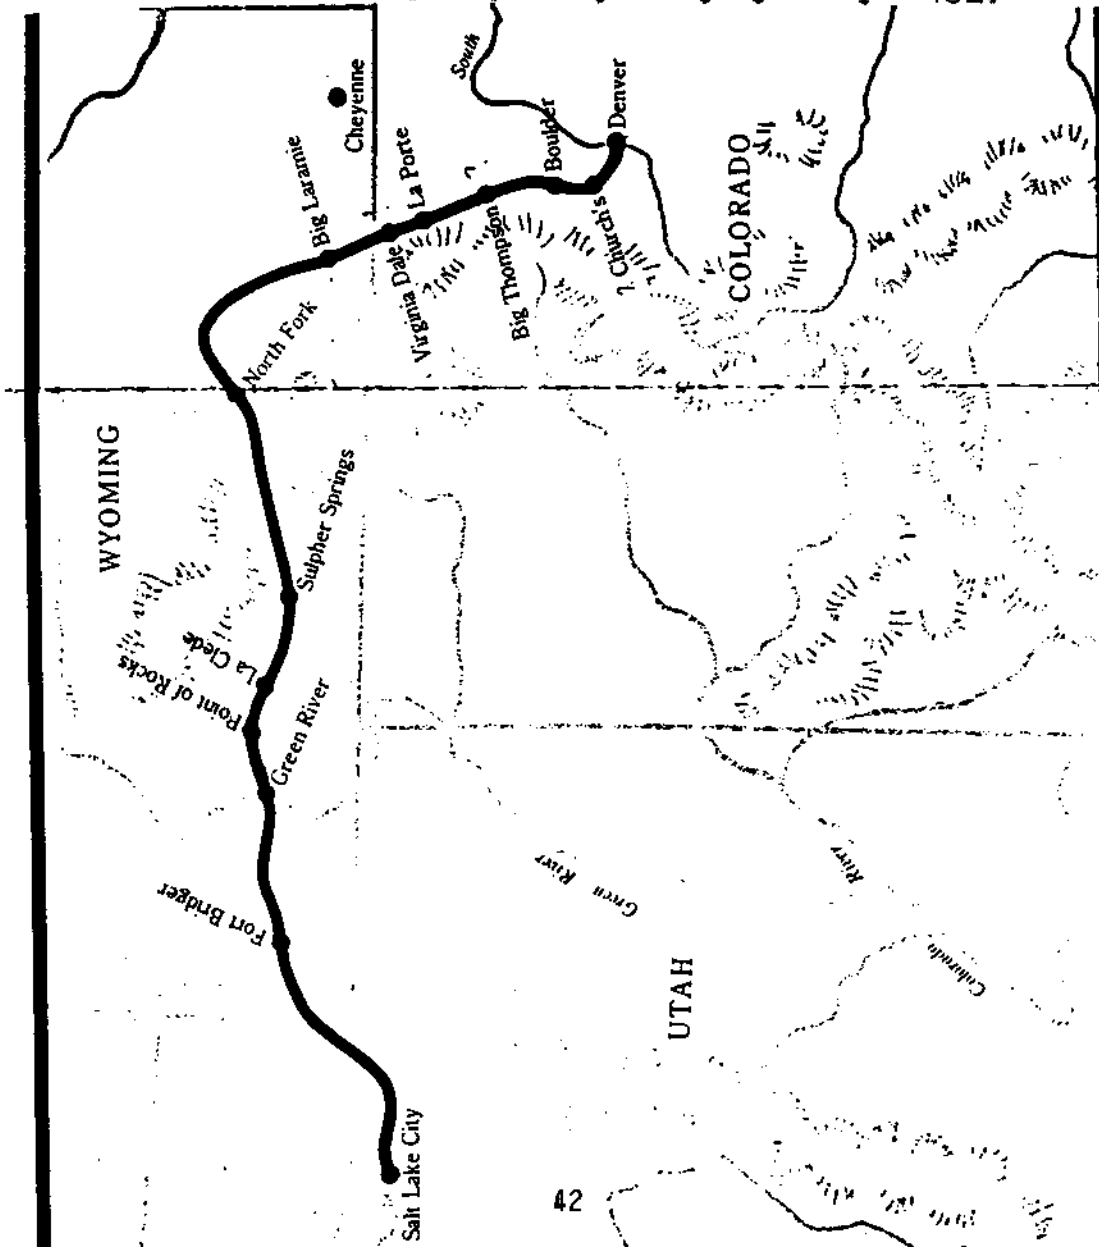 WYOMING
COLORADO
UTAH
Cheyenne
Big Laramie
La Porte
Virginia Dale
Big Thompson
Boulder
Church's
Denver
South
North Fork
Sulpher Springs
La Clede
Point of Rocks
Green River
Fort Bridger
Salt Lake City
Green River
Colorado
River
42